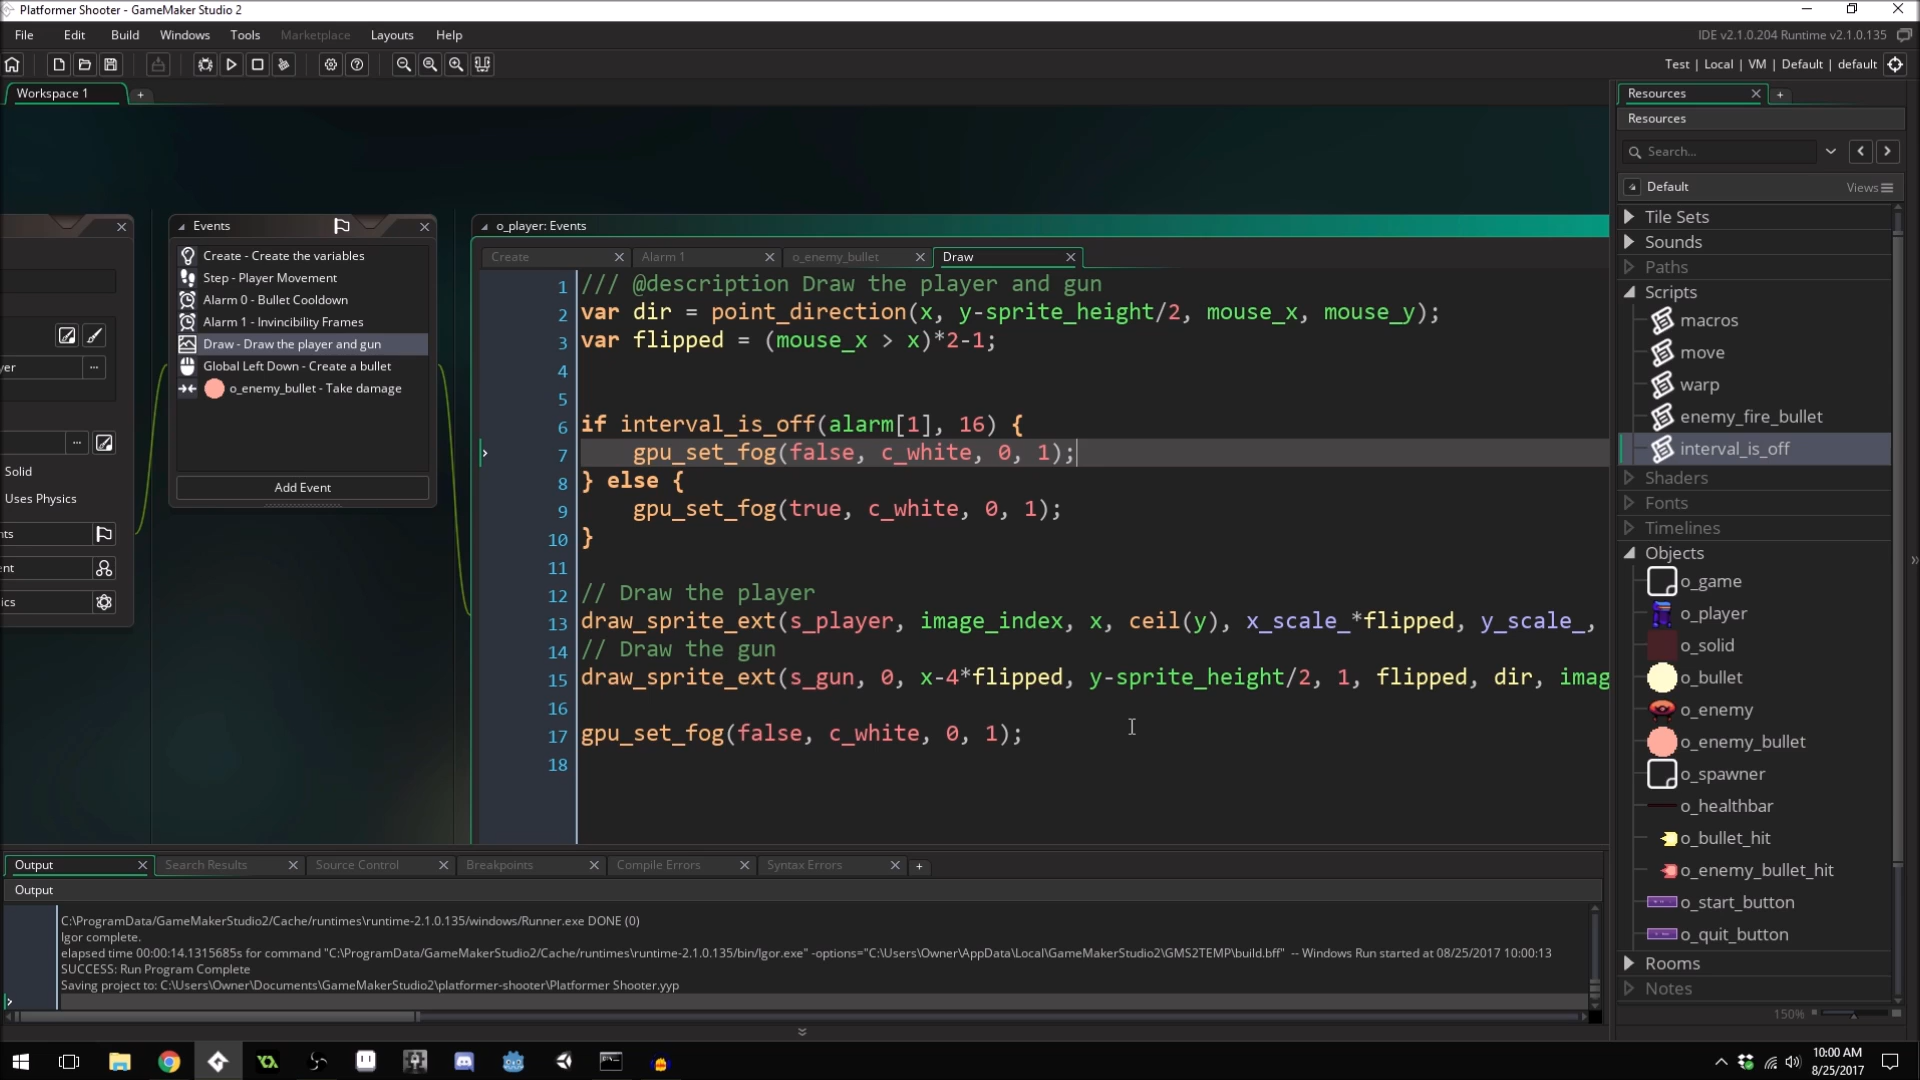 Platformer Shooter - GameMaker Studio 2
File Edit Build Windows Tools Marketplace Layouts Help
IDE v2.1.0.204 Runtime v2.1.0.135
Test | Local | VM | Default | default
Workspace 1
Resources
Resources
Search...
Default
Views
Tile Sets
Sounds
Paths
Scripts
macros
move
warp
enemy_fire_bullet
interval_is_off
Shaders
Fonts
Timelines
Objects
o_game
o_player
o_solid
o_bullet
o_enemy
o_enemy_bullet
o_spawner
o_healthbar
o_bullet_hit
o_enemy_bullet_hit
o_start_button
o_quit_button
Rooms
Notes
150%
yer
Solid
Uses Physics
nts
ent
ics
Events
Create - Create the variables
Step - Player Movement
Alarm 0 - Bullet Cooldown
Alarm 1 - Invincibility Frames
Draw - Draw the player and gun
Global Left Down - Create a bullet
o_enemy_bullet - Take damage
Add Event
o_player: Events
Create Alarm 1 o_enemy_bullet Draw
1 /// @description Draw the player and gun
2 var dir = point_direction(x, y-sprite_height/2, mouse_x, mouse_y);
3 var flipped = (mouse_x > x)*2-1;
4
5
6 if interval_is_off(alarm[1], 16) {
7 gpu_set_fog(false, c_white, 0, 1);
8 } else {
9 gpu_set_fog(true, c_white, 0, 1);
10 }
11
12 // Draw the player
13 draw_sprite_ext(s_player, image_index, x, ceil(y), x_scale_*flipped, y_scale_,
14 // Draw the gun
15 draw_sprite_ext(s_gun, 0, x-4*flipped, y-sprite_height/2, 1, flipped, dir, imag
16
17 gpu_set_fog(false, c_white, 0, 1);
18
Output Search Results Source Control Breakpoints Compile Errors Syntax Errors
Output
C:\ProgramData/GameMakerStudio2/Cache/runtimes\runtime-2.1.0.135/windows/Runner.exe DONE (0)
Igor complete.
elapsed time 00:00:14.1315685s for command "C:\ProgramData/GameMakerStudio2/Cache/runtimes\runtime-2.1.0.135/bin/Igor.exe" -options="C:\Users\Owner\AppData\Local\GameMakerStudio2\GMS2TEMP\build.bff" -- Windows Run started at 08/25/2017 10:00:13
SUCCESS: Run Program Complete
Saving project to: C:\Users\Owner\Documents\GameMakerStudio2\platformer-shooter\Platformer Shooter.yyp
10:00 AM
8/25/2017